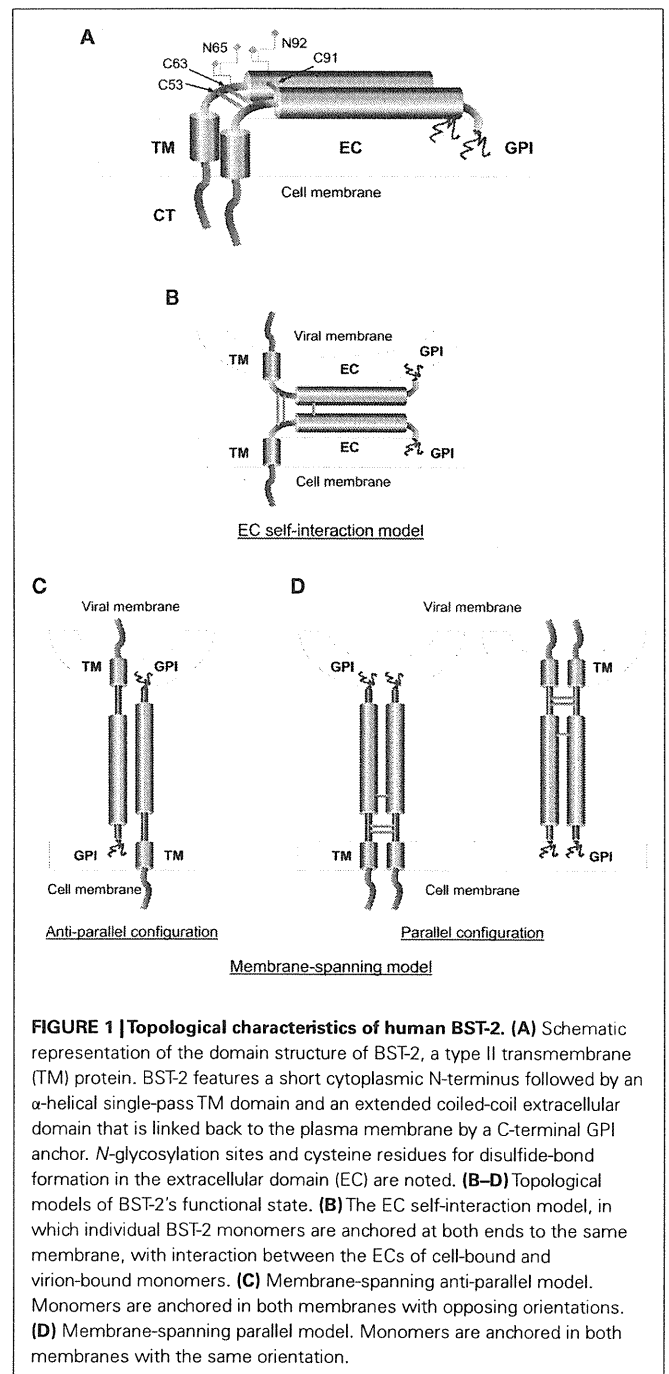 A
N65
N92
C63
C91
C53
TM
EC
GPI
Cell membrane
CT
B
Viral membrane
TM
EC
GPI
TM
EC
GPI
Cell membrane
EC self-interaction model
C
D
Viral membrane
Viral membrane
TM
GPI
GPI
TM
GPI
TM
TM
GPI
Cell membrane
Cell membrane
Anti-parallel configuration
Parallel configuration
Membrane-spanning model
FIGURE 1 | Topological characteristics of human BST-2. (A) Schematic
representation of the domain structure of BST-2, a type II transmembrane
(TM) protein. BST-2 features a short cytoplasmic N-terminus followed by an
α-helical single-pass TM domain and an extended coiled-coil extracellular
domain that is linked back to the plasma membrane by a C-terminal GPI
anchor. N-glycosylation sites and cysteine residues for disulfide-bond
formation in the extracellular domain (EC) are noted. (B–D) Topological
models of BST-2's functional state. (B) The EC self-interaction model, in
which individual BST-2 monomers are anchored at both ends to the same
membrane, with interaction between the ECs of cell-bound and
virion-bound monomers. (C) Membrane-spanning anti-parallel model.
Monomers are anchored in both membranes with opposing orientations.
(D) Membrane-spanning parallel model. Monomers are anchored in both
membranes with the same orientation.